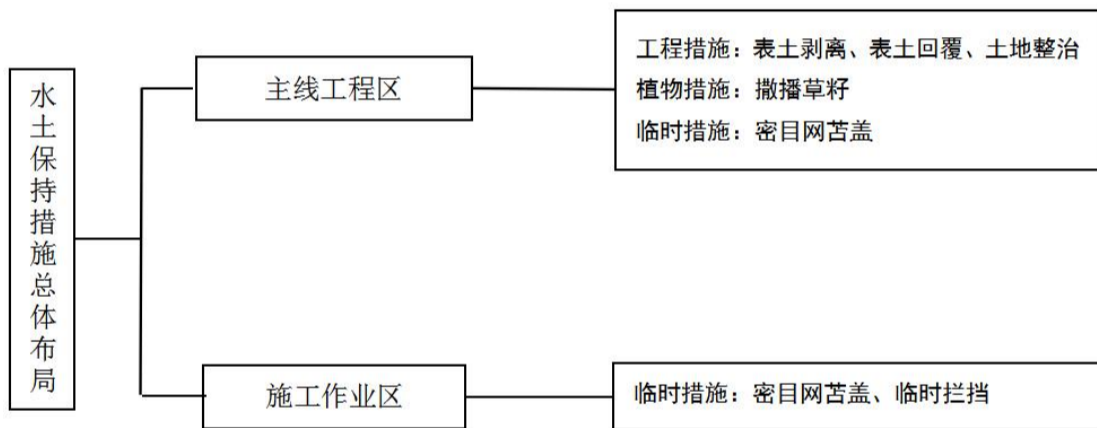 水土保持措施总体布局
主线工程区
工程措施：表土剥离、表土回覆、土地整治
植物措施：撒播草籽
临时措施：密目网苫盖
施工作业区
临时措施：密目网苫盖、临时拦挡